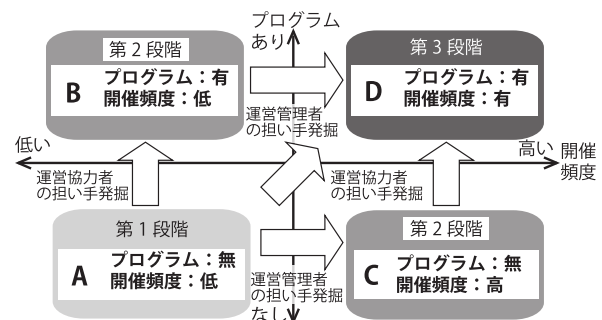 プログラム
あり
第2段階
B
プログラム：有
開催頻度：低
第3段階
D
プログラム：有
開催頻度：有
運営管理者
の担い手発掘
低い
高い
開催
頻度
運営協力者
の担い手発掘
運営協力者
の担い手発掘
第1段階
A
プログラム：無
開催頻度：低
第2段階
C
プログラム：無
開催頻度：高
運営管理者
の担い手発掘
なし